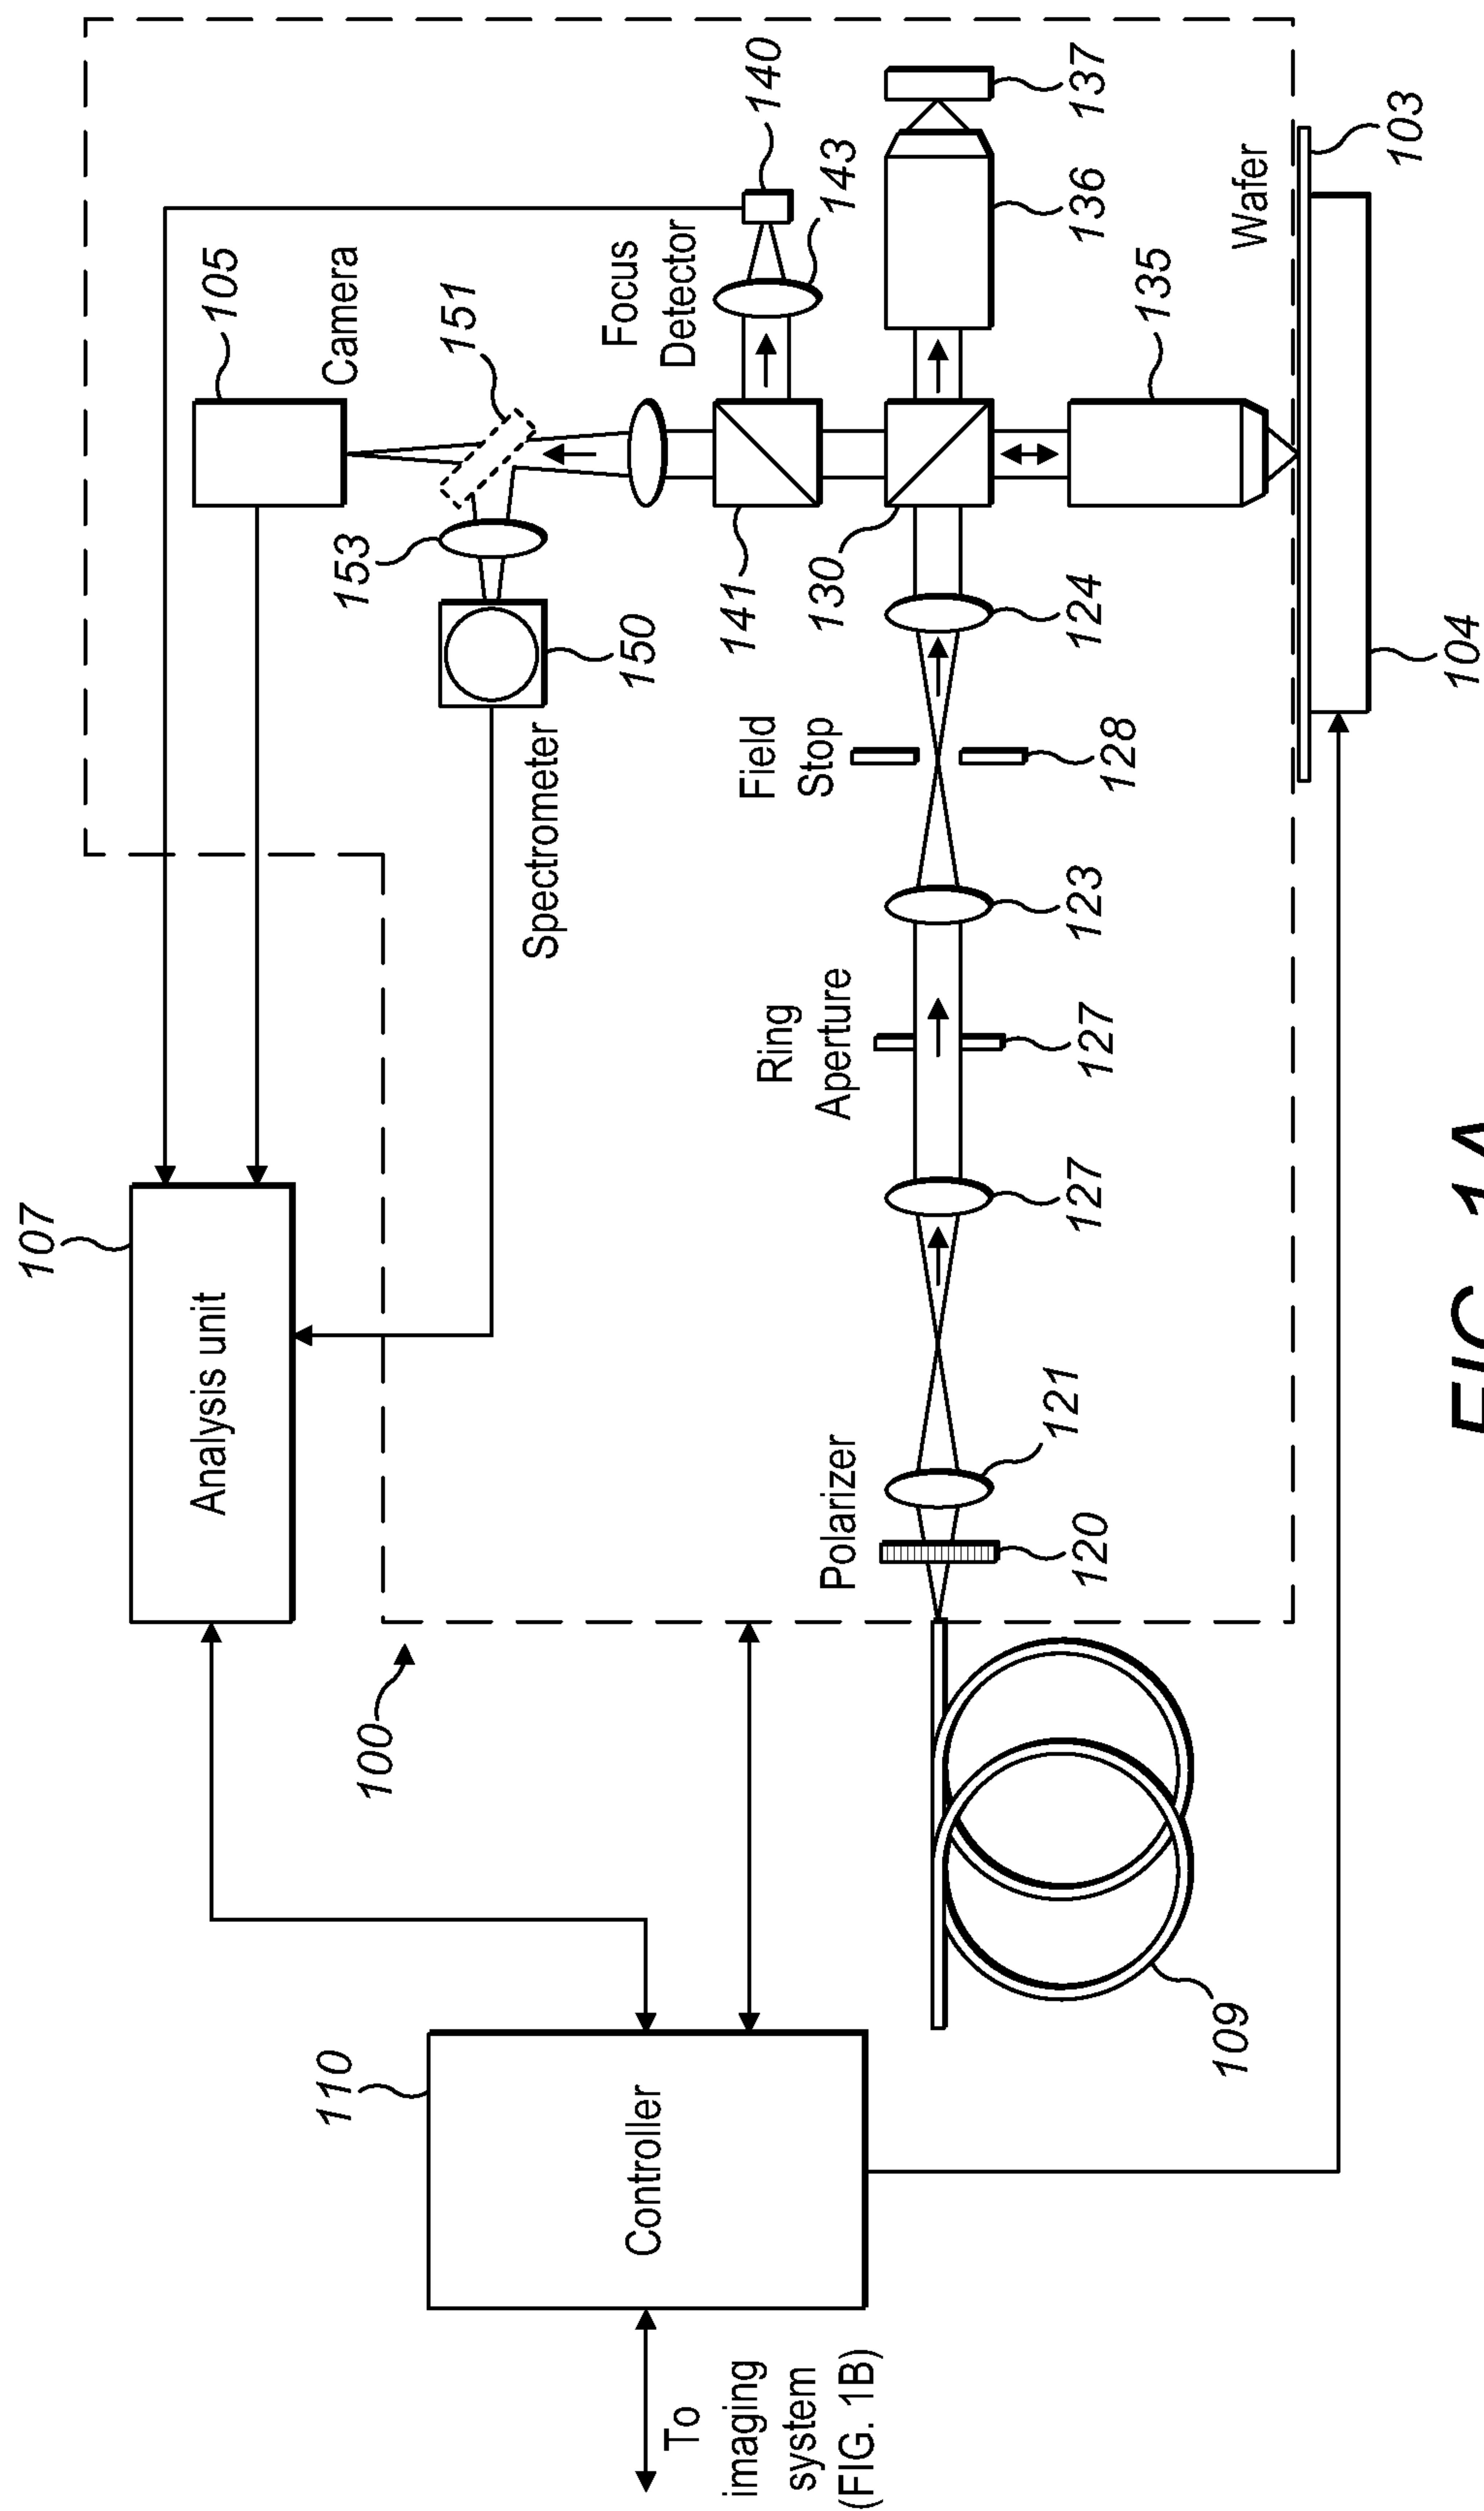 107
Analysis unit
105
Camera
153
151
150
Spectrometer
Focus
Detector
140
143
141
130
137
136
135
Wafer
103
104
124
Field
Stop
128
123
Ring
Aperture
127
127
121
Polarizer
120
100
109
110
Controller
To
imaging
system
(FIG. 1B)